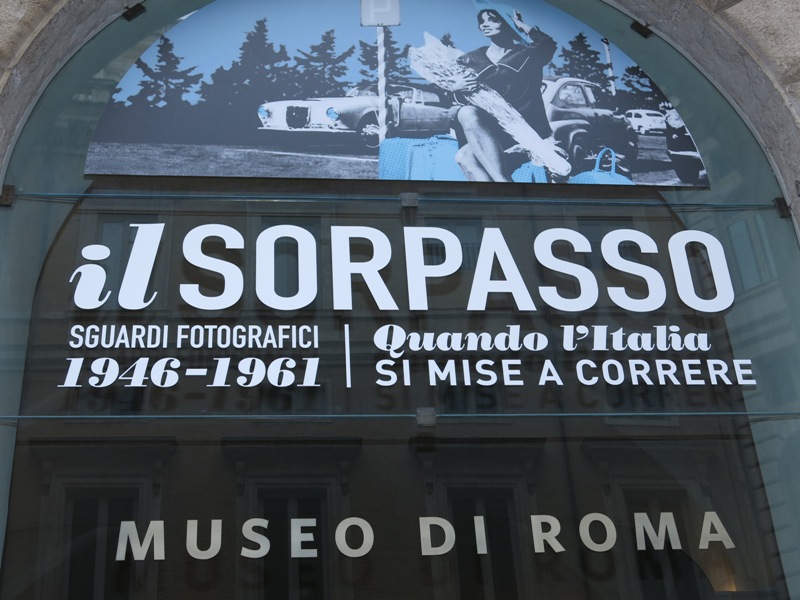 P
il SORPASSO
SGUARDI FOTOGRAFICI
1946-1961
Quando l'Italia
SI MISE A CORRERE
MUSEO DI ROMA